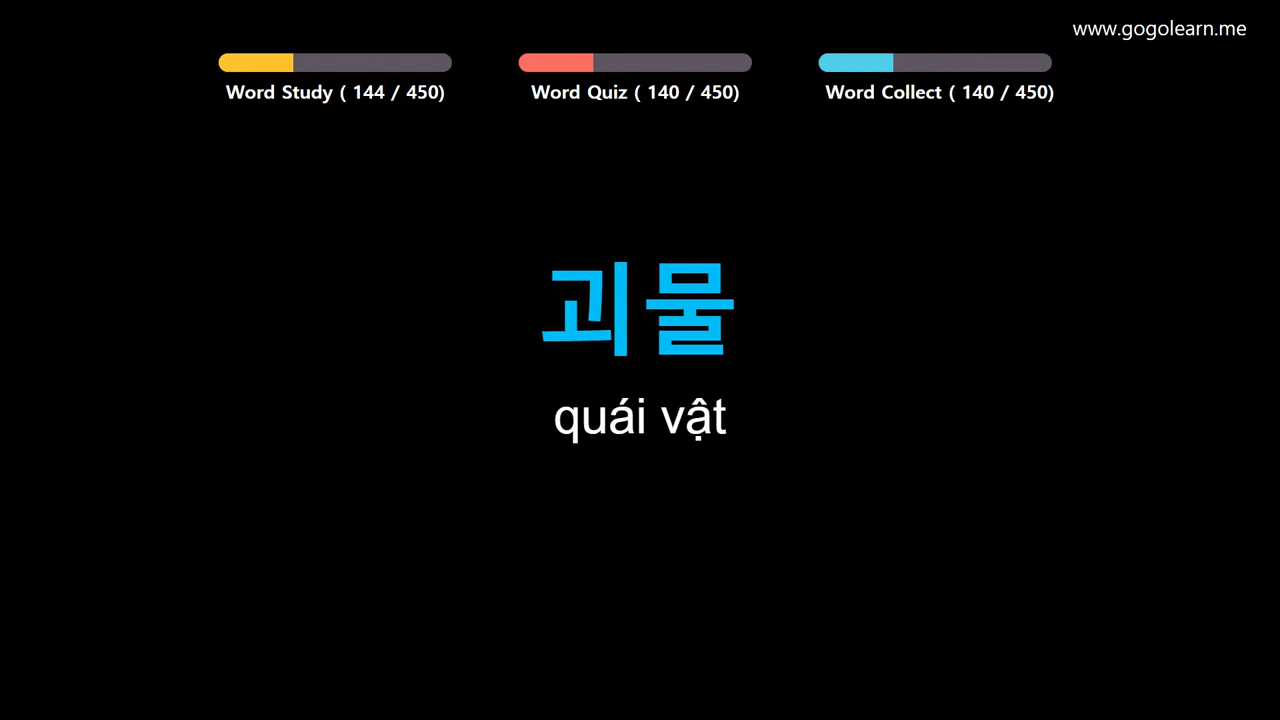 www.gogolearn.me
Word Study ( 144 / 450)
Word Quiz ( 140 / 450)
Word Collect ( 140 / 450)
괴물
quái vật